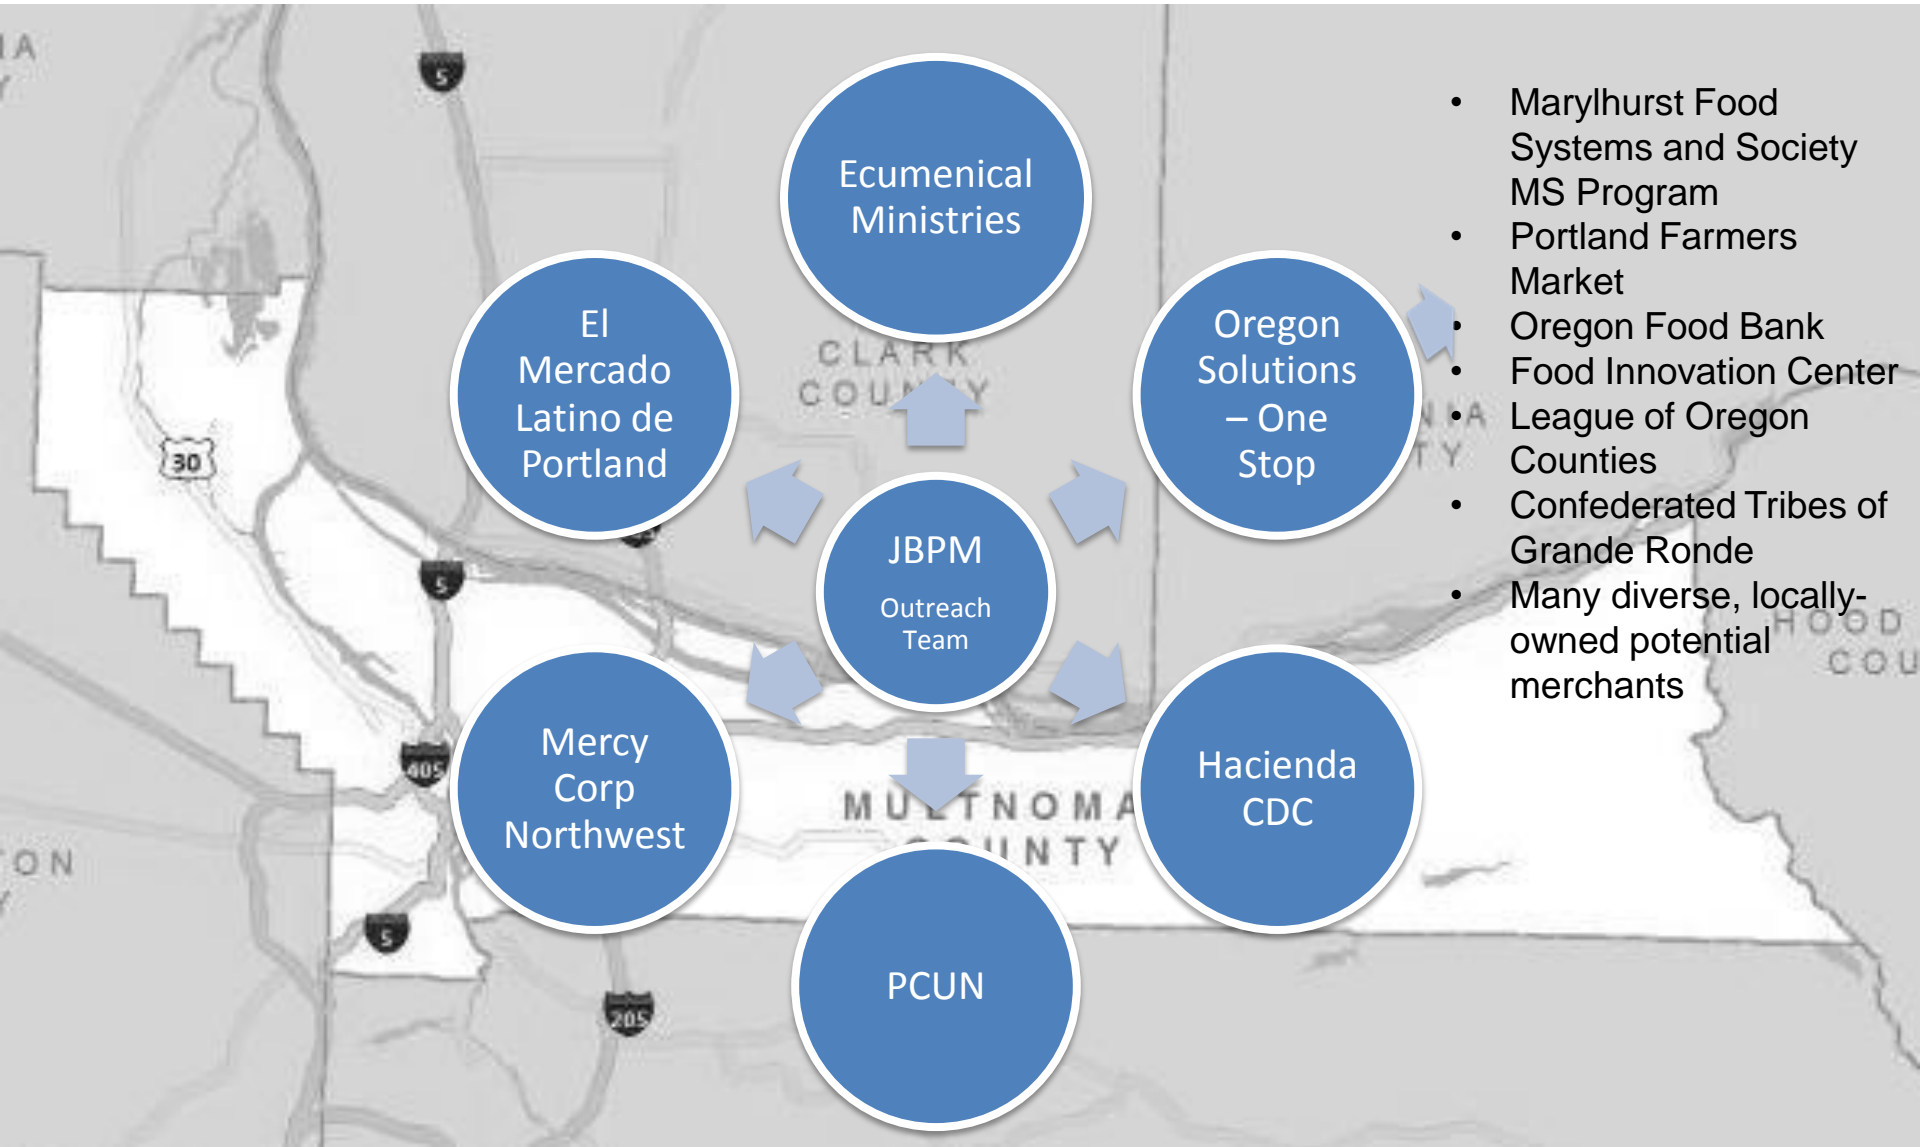 Ecumenical
Ministries
El
Mercado
Latino de
Portland
Oregon
Solutions
– One
Stop
JBPM
Outreach
Team
Mercy
Corp
Northwest
Hacienda
CDC
PCUN
• Marylhurst Food
Systems and Society
MS Program
• Portland Farmers
Market
• Oregon Food Bank
• Food Innovation Center
• League of Oregon
Counties
• Confederated Tribes of
Grande Ronde
• Many diverse, locally-
owned potential
merchants
5
CLARK
COUNTY
30
5
405
MULTNOMA
COUNTY
HOOD
COU
5
205